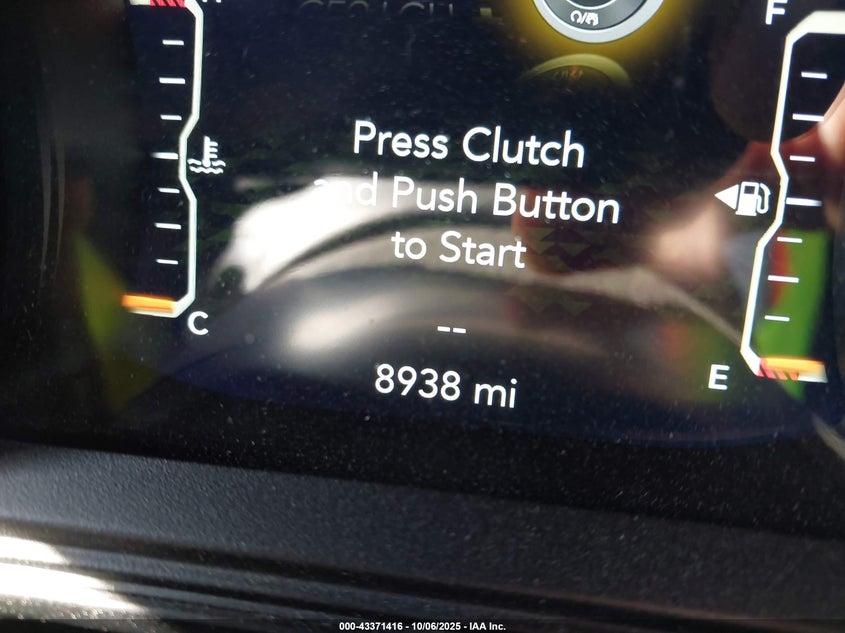 F
Press Clutch
and Push Button
to Start
C
--
8938 mi
E
000-43371416 - 10/06/2025 - IAA Inc.